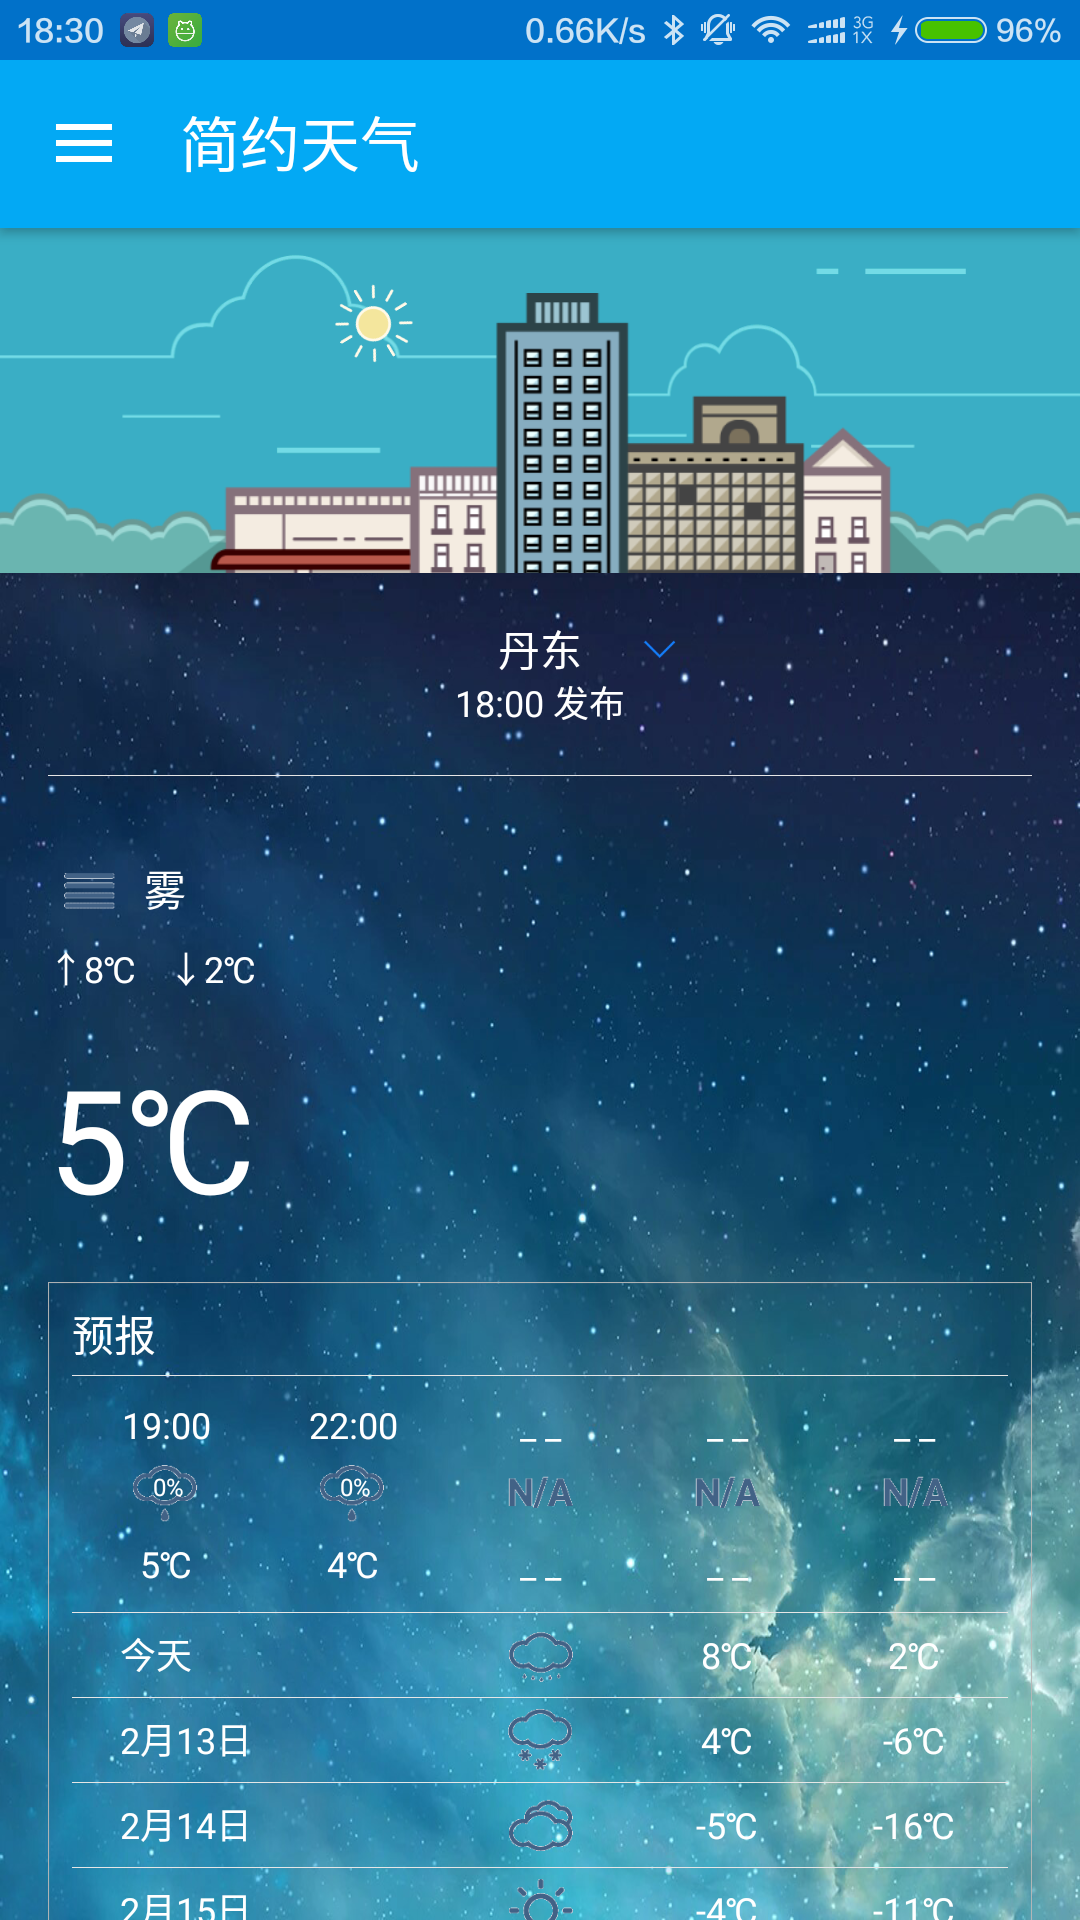 18:30 0.66K/s 3G 1X 96%
简约天气
丹东
18:00 发布
雾
↑8℃ ↓2℃
5℃
预报
19:00 22:00 -- -- --
0% 0% N/A N/A N/A
5℃ 4℃ -- -- --
今天 8℃ 2℃
2月13日 4℃ -6℃
2月14日 -5℃ -16℃
2月15日 -4℃ -11℃